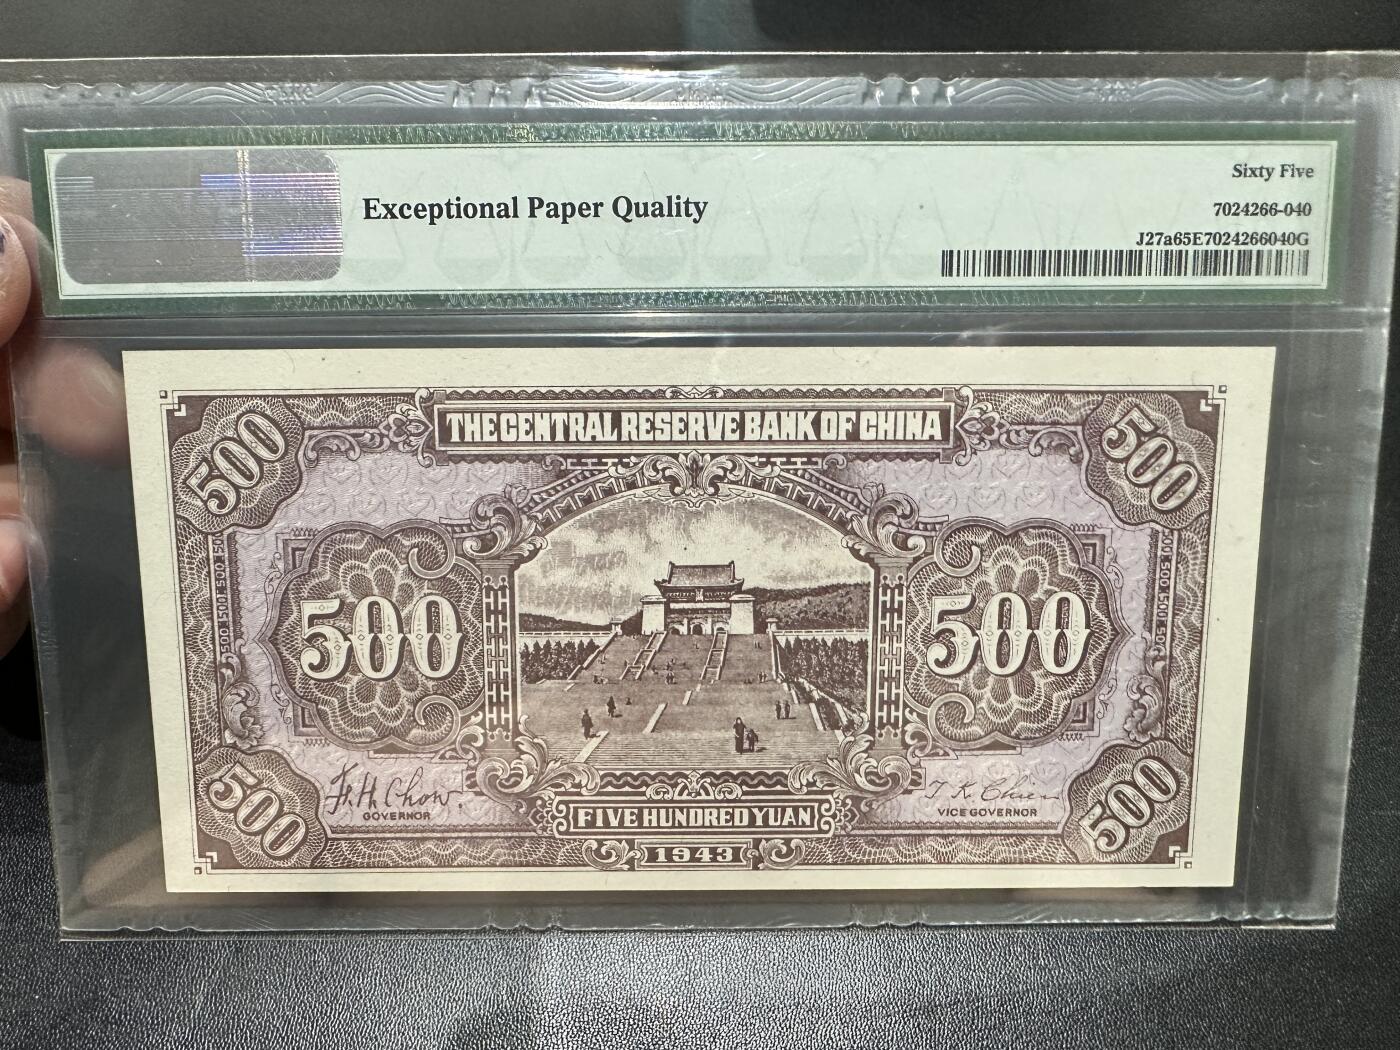 Exceptional Paper Quality
Sixty Five
7024266-040
J27a65E7024266040G
THE CENTRAL RESERVE BANK OF CHINA
500
500
500
500
F. H. Chow.
GOVERNOR
VICE GOVERNOR
500
500
FIVE HUNDRED YUAN
1943